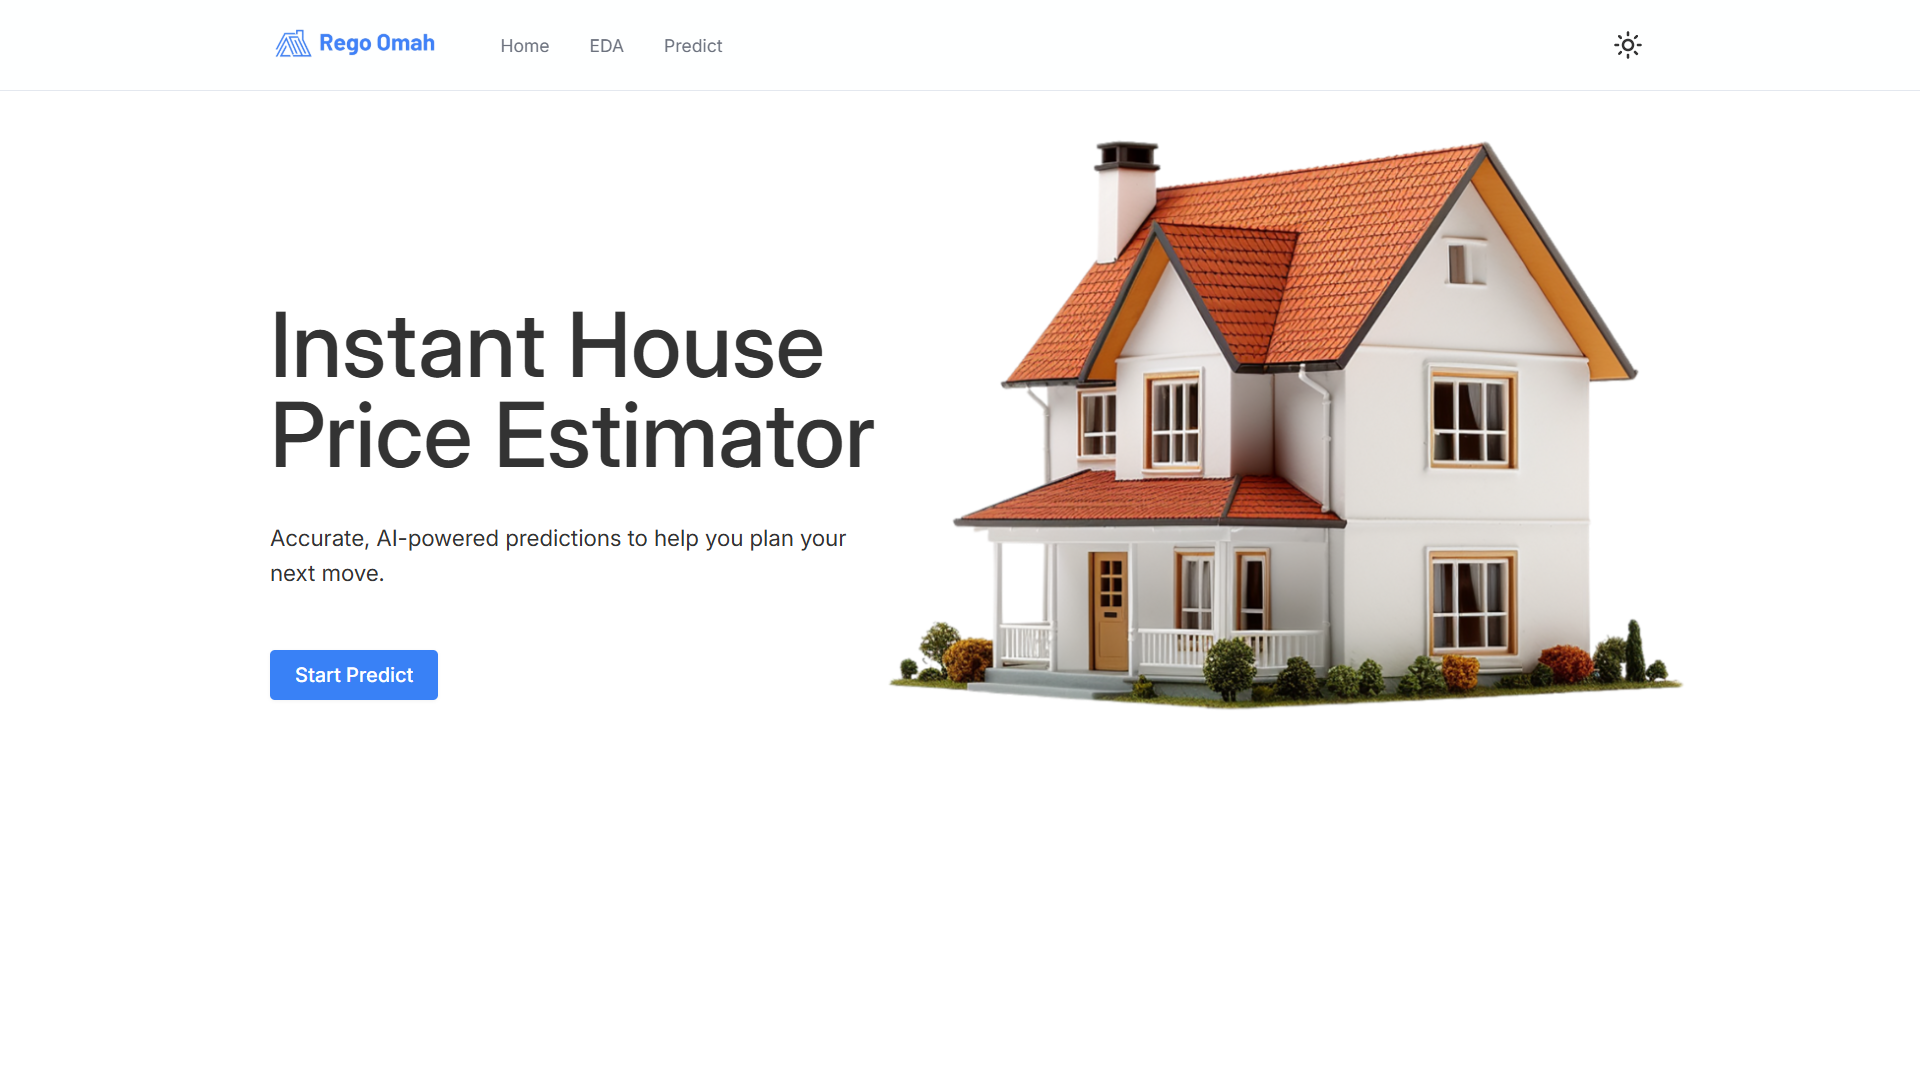 Rego Omah
Home
EDA
Predict
Instant House
Price Estimator
Accurate, AI-powered predictions to help you plan your
next move.
Start Predict